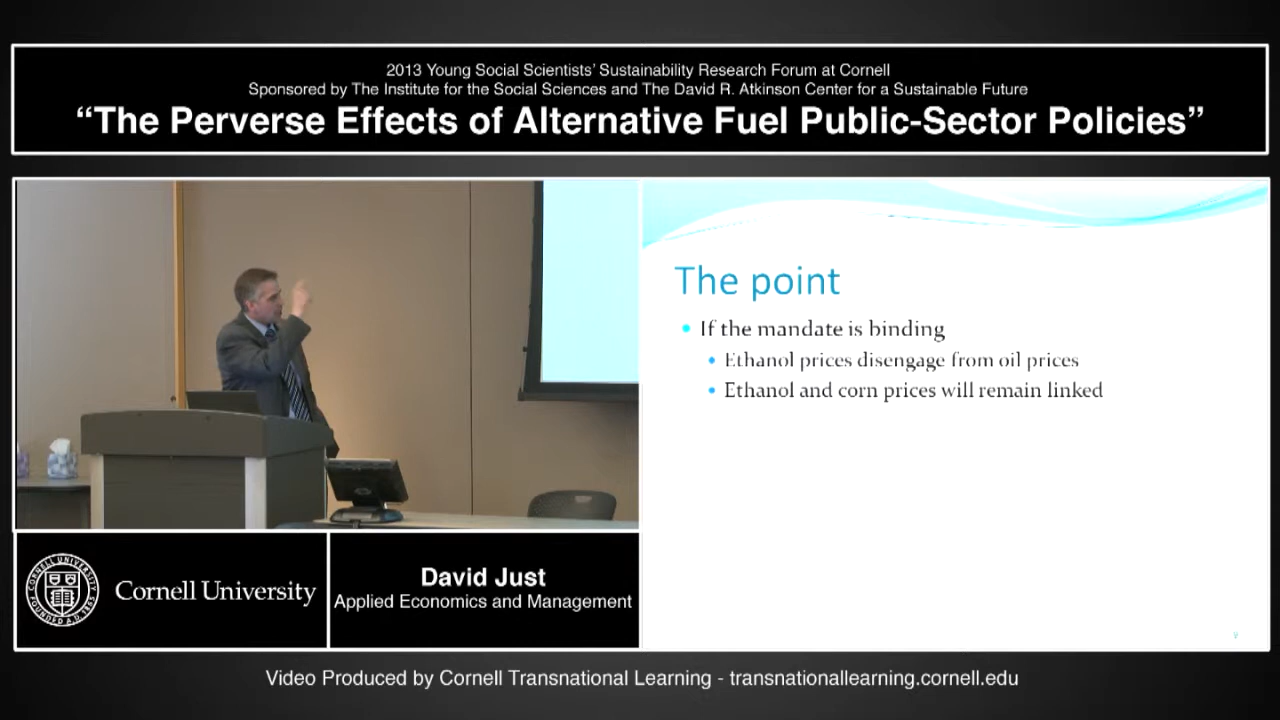 2013 Young Social Scientists' Sustainability Research Forum at Cornell
Sponsored by The Institute for the Social Sciences and The David R. Atkinson Center for a Sustainable Future
“The Perverse Effects of Alternative Fuel Public-Sector Policies”
The point
If the mandate is binding
Ethanol prices disengage from oil prices
Ethanol and corn prices will remain linked
9
Cornell University
David Just
Applied Economics and Management
Video Produced by Cornell Transnational Learning - transnationallearning.cornell.edu